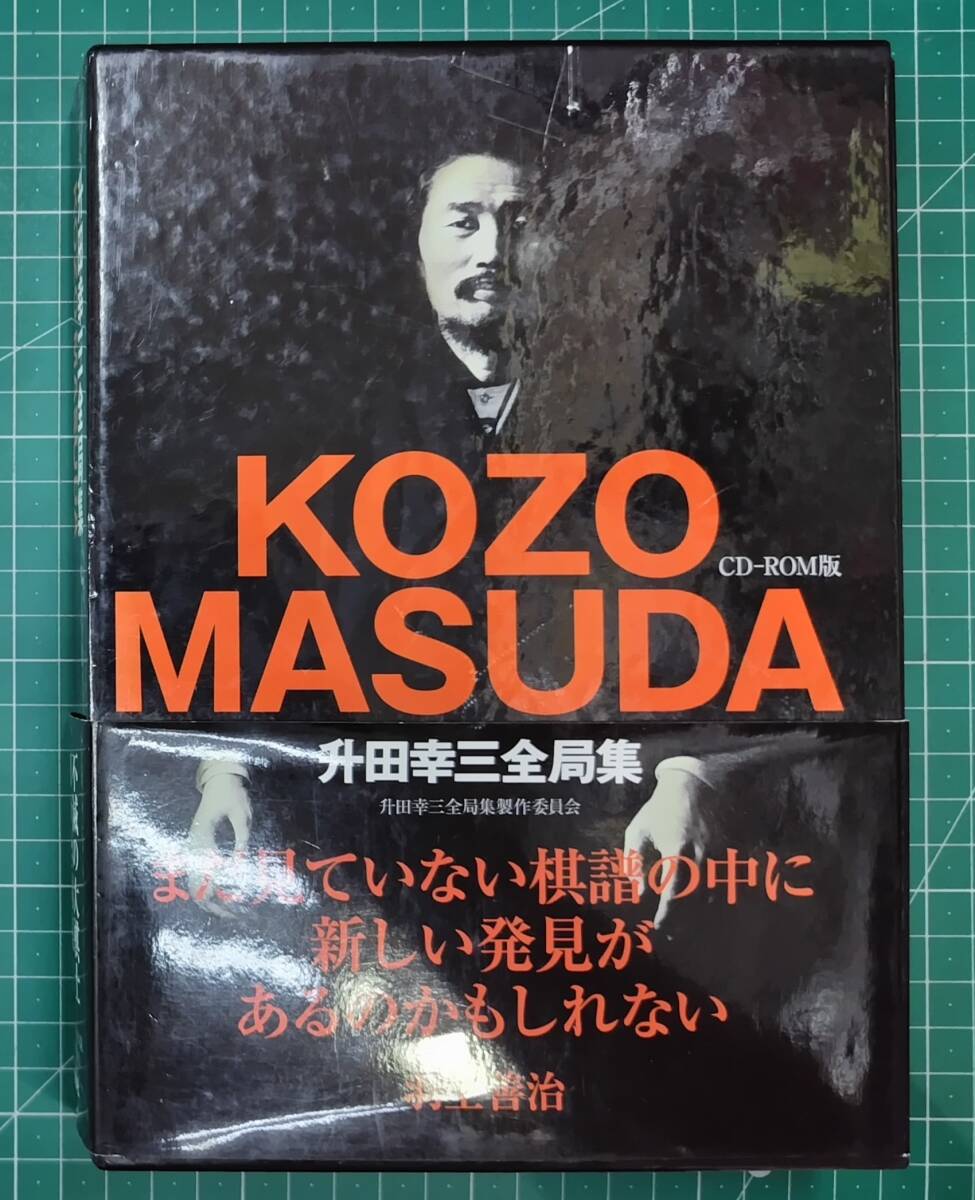 KOZO
CD-ROM版
MASUDA
升田幸三全局集
升田幸三全局集製作委員会
まだ見ていない棋譜の中に
新しい発見が
あるのかもしれない
羽生善治